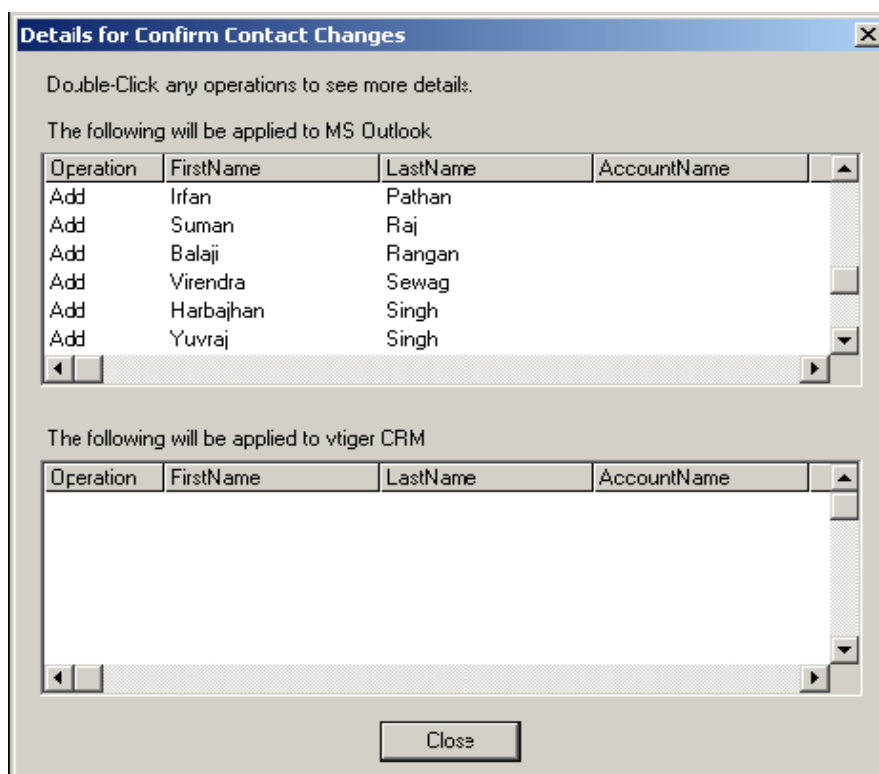 Details for Confirm Contact Changes
Double-Click any operations to see more details.
The following will be applied to MS Outlook
Operation FirstName LastName AccountName
Add Irfan Pathan
Add Suman Raj
Add Balaji Rangan
Add Virendra Sewag
Add Harbajhan Singh
Add Yuvraj Singh
The following will be applied to vtiger CRM
Operation FirstName LastName AccountName
Close